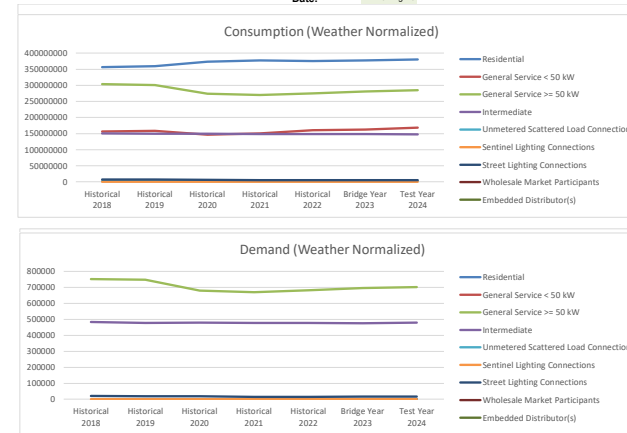 Date:
Consumption (Weather Normalized)
400000000
350000000
300000000
250000000
200000000
150000000
100000000
50000000
0
Historical 2018
Historical 2019
Historical 2020
Historical 2021
Historical 2022
Bridge Year 2023
Test Year 2024
Residential
General Service < 50 kW
General Service >= 50 kW
Intermediate
Unmetered Scattered Load Connectio
Sentinel Lighting Connections
Street Lighting Connections
Wholesale Market Participants
Embedded Distributor(s)
Demand (Weather Normalized)
800000
700000
600000
500000
400000
300000
200000
100000
0
Historical 2018
Historical 2019
Historical 2020
Historical 2021
Historical 2022
Bridge Year 2023
Test Year 2024
Residential
General Service < 50 kW
General Service >= 50 kW
Intermediate
Unmetered Scattered Load Connectio
Sentinel Lighting Connections
Street Lighting Connections
Wholesale Market Participants
Embedded Distributor(s)